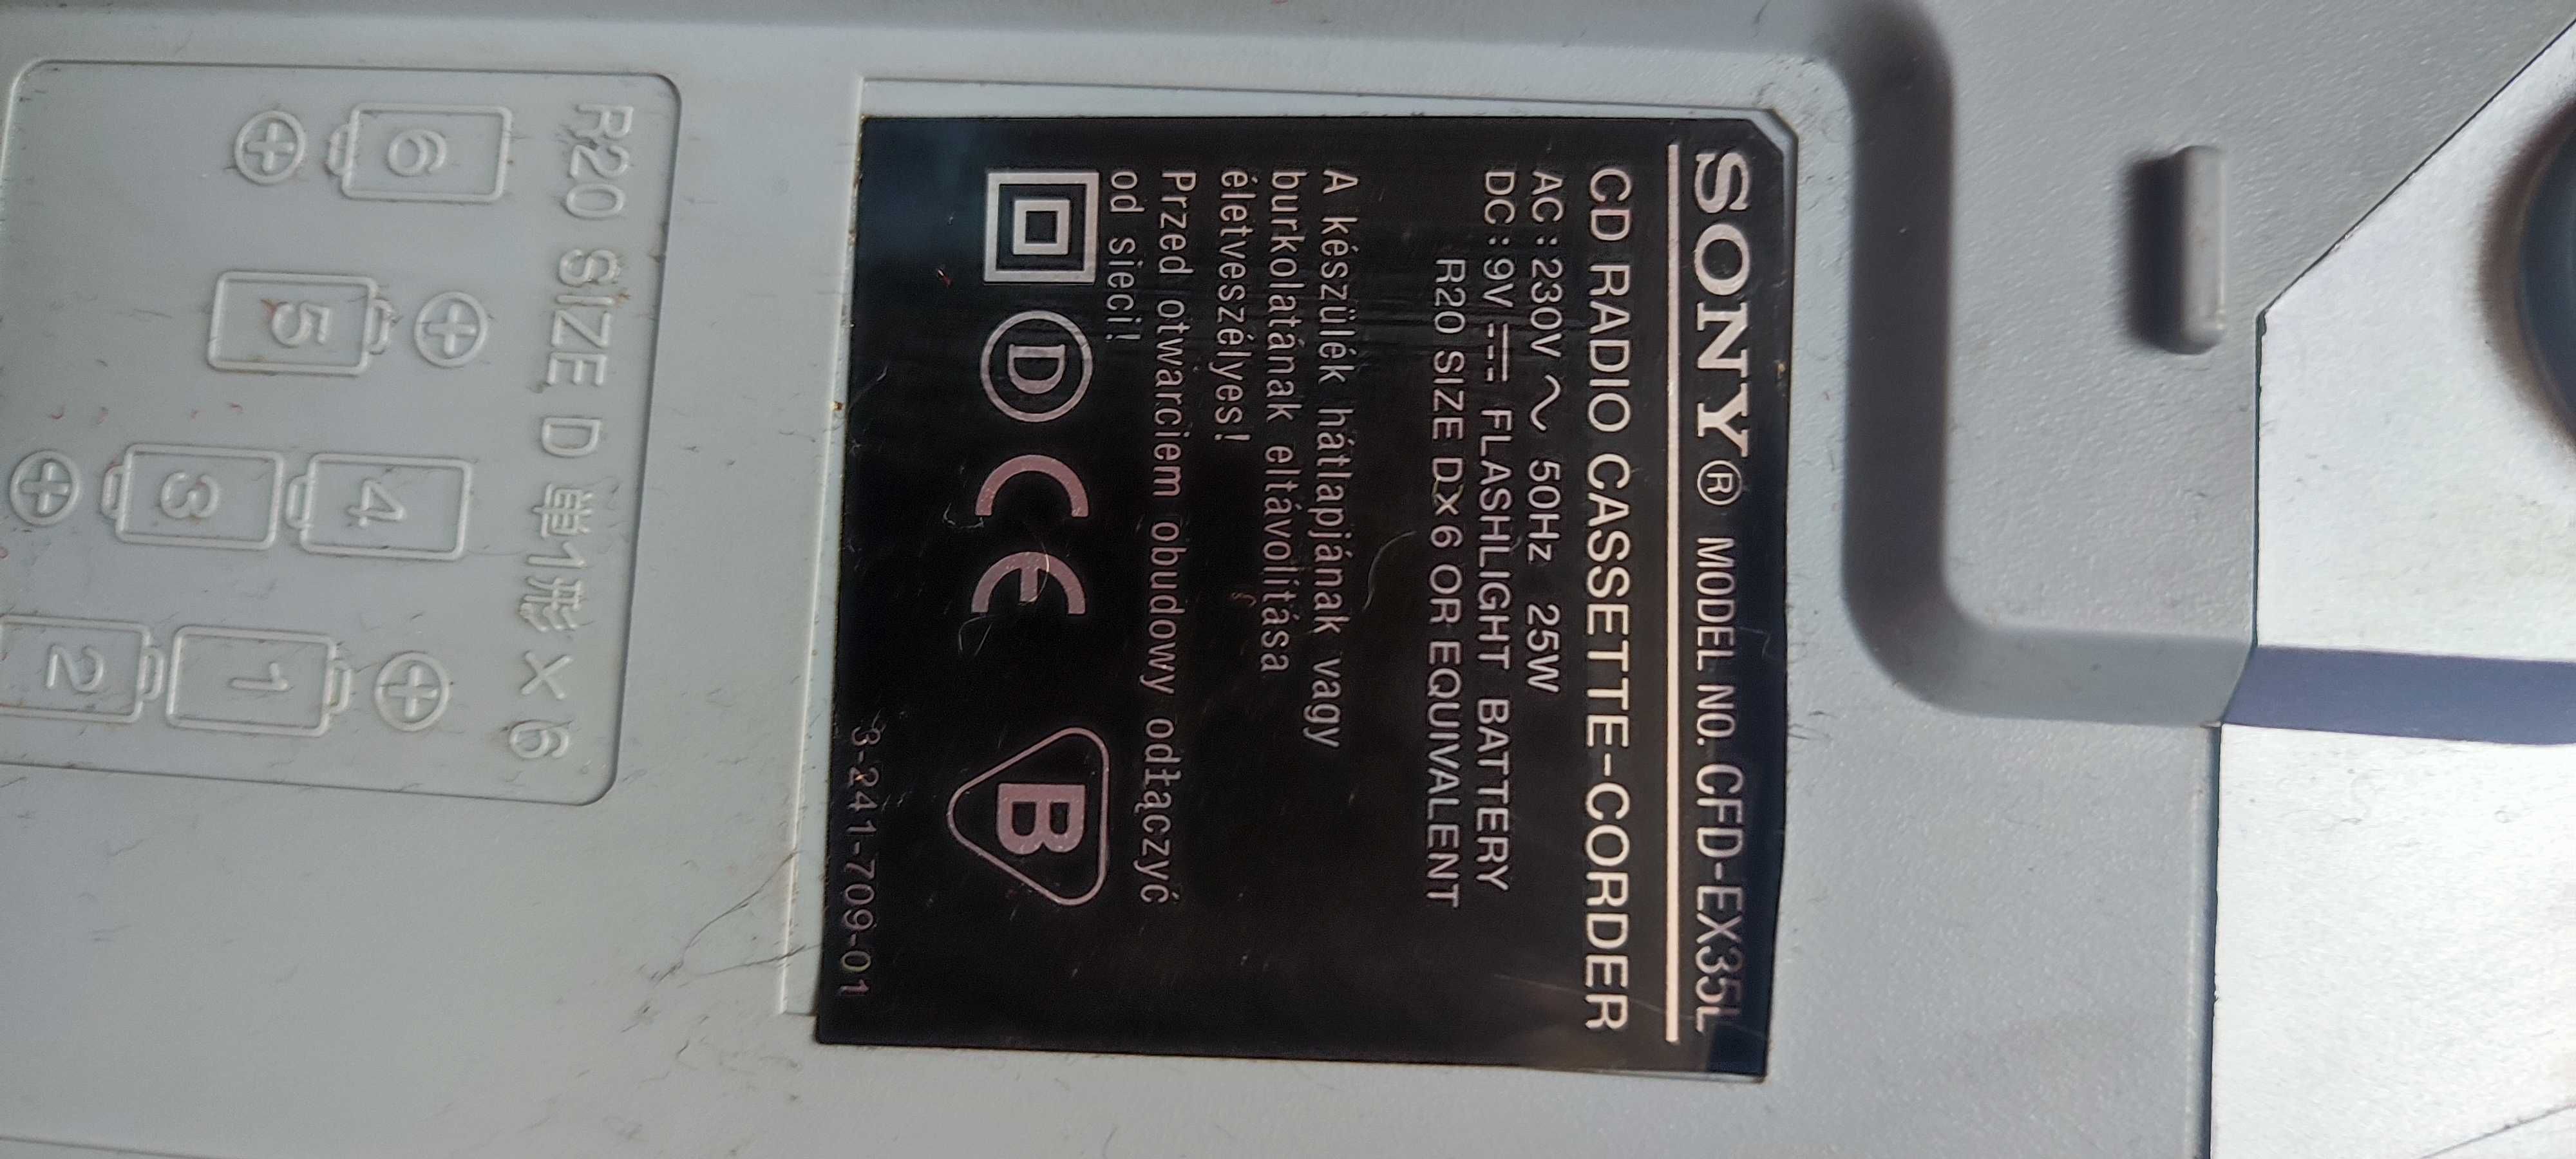 SONY® MODEL NO. CFD-EX35L
CD RADIO CASSETTE-CORDER
AC:230V ~ 50Hz 25W
DC:9V ⎓ FLASHLIGHT BATTERY
R20 SIZE D×6 OR EQUIVALENT
A készülék hátlapjának vagy
burkolatának eltávolitása
életveszélyes!
Przed otwarciem obudowy odłączyć
od sieci!
D CE B
3-241-7099-01
R20 SIZE D 単1形 × 6
6
5
4
3
1
2